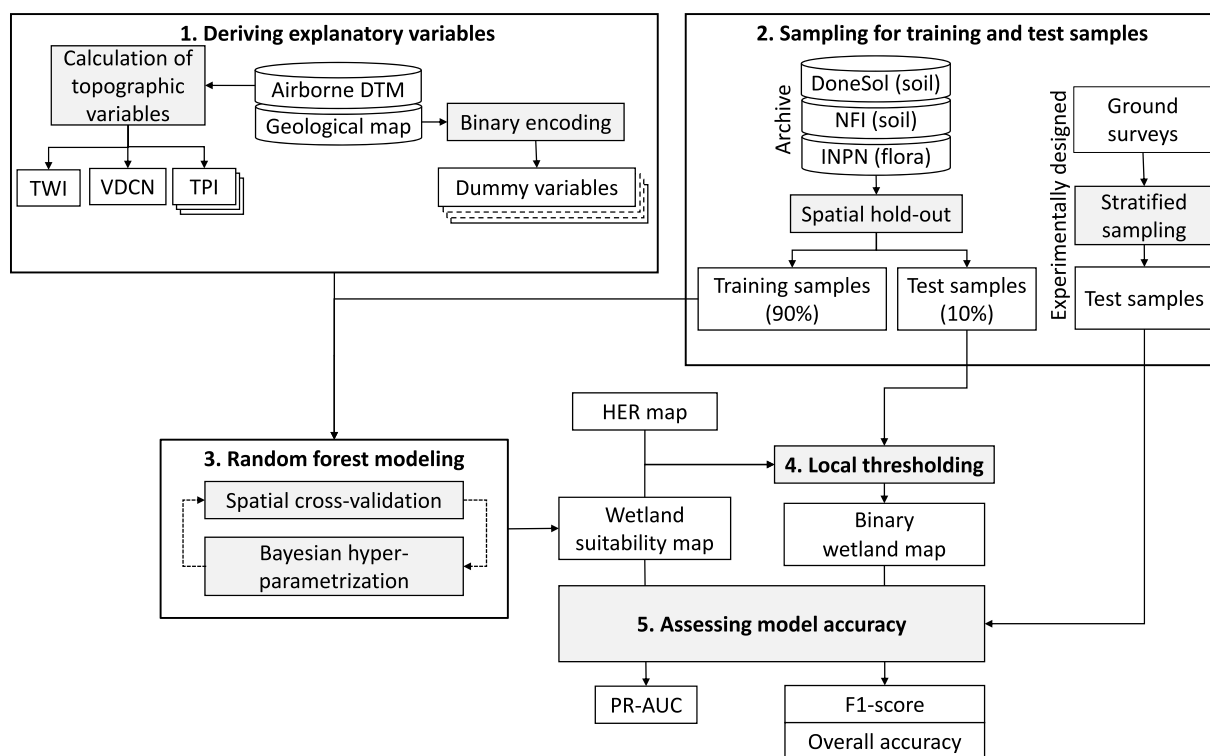 1. Deriving explanatory variables
Calculation of
topographic
variables
Airborne DTM
Geological map
Binary encoding
TWI
VDCN
TPI
Dummy variables
2. Sampling for training and test samples
Archive
DoneSol (soil)
NFI (soil)
INPN (flora)
Spatial hold-out
Training samples
(90%)
Test samples
(10%)
Experimentally designed
Ground
surveys
Stratified
sampling
Test samples
HER map
3. Random forest modeling
Spatial cross-validation
Bayesian hyper-
parametrization
4. Local thresholding
Wetland
suitability map
Binary
wetland map
5. Assessing model accuracy
PR-AUC
F1-score
Overall accuracy